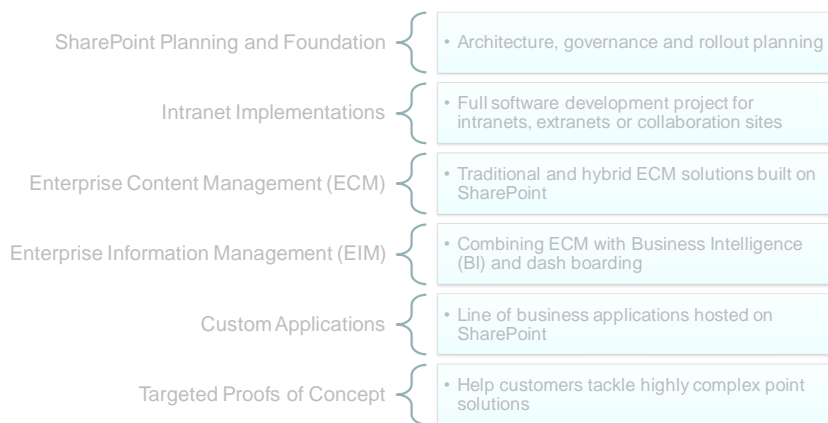 SharePoint Planning and Foundation
• Architecture, governance and rollout planning
Intranet Implementations
• Full software development project for
intranets, extranets or collaboration sites
Enterprise Content Management (ECM)
• Traditional and hybrid ECM solutions built on
SharePoint
Enterprise Information Management (EIM)
• Combining ECM with Business Intelligence
(BI) and dash boarding
Custom Applications
• Line of business applications hosted on
SharePoint
Targeted Proofs of Concept
• Help customers tackle highly complex point
solutions